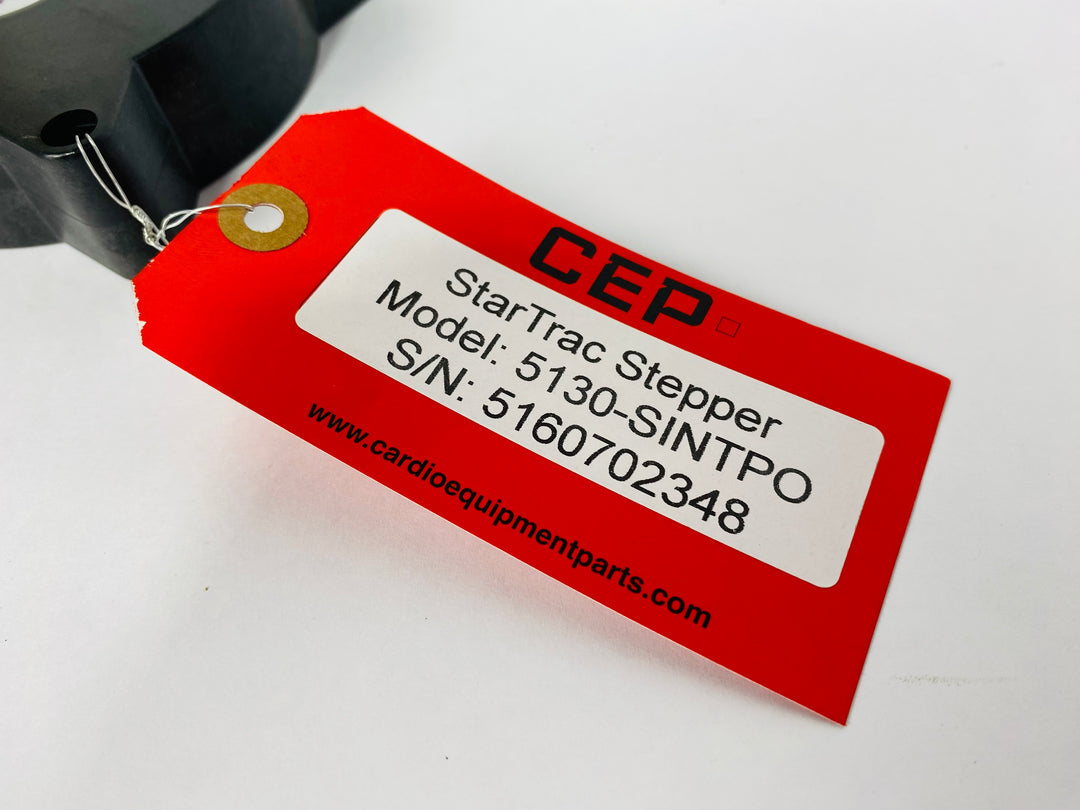 CEP
StarTrac Stepper
Model: 5130-SINTPO
S/N: 5160702348
www.cardioequipmentparts.com